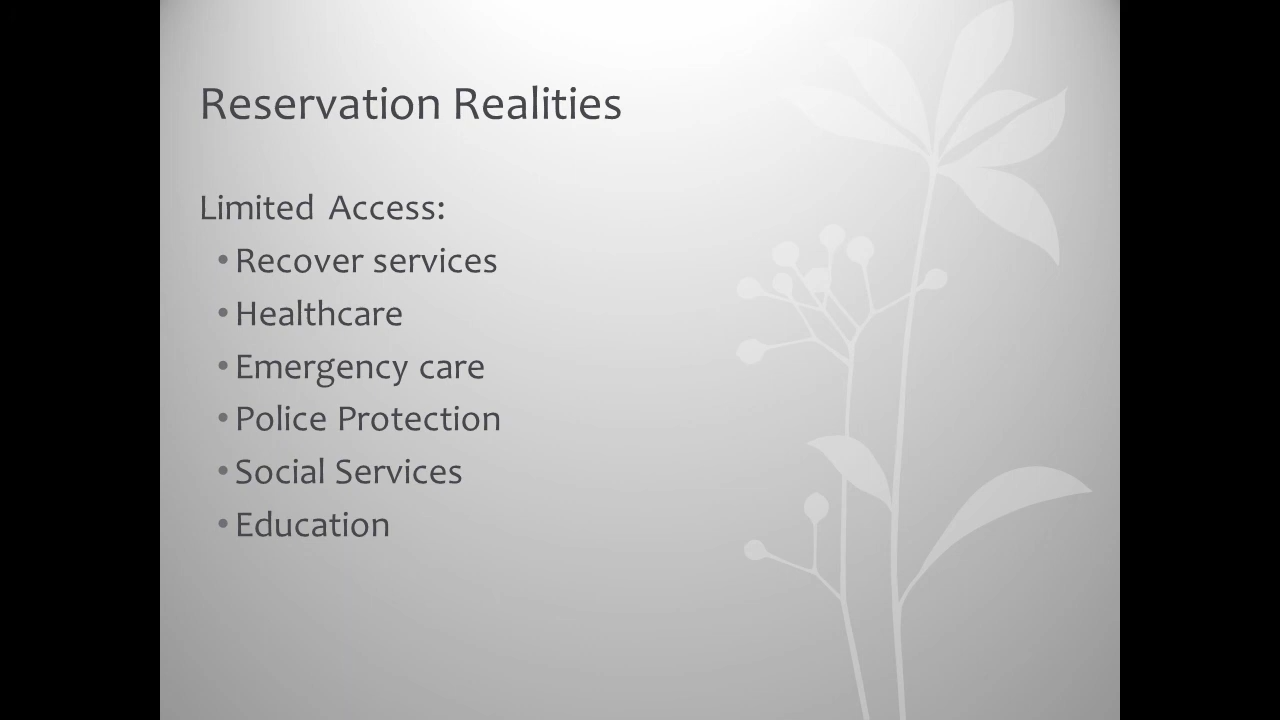 Reservation Realities
Limited Access:
• Recover services
• Healthcare
• Emergency care
• Police Protection
• Social Services
• Education